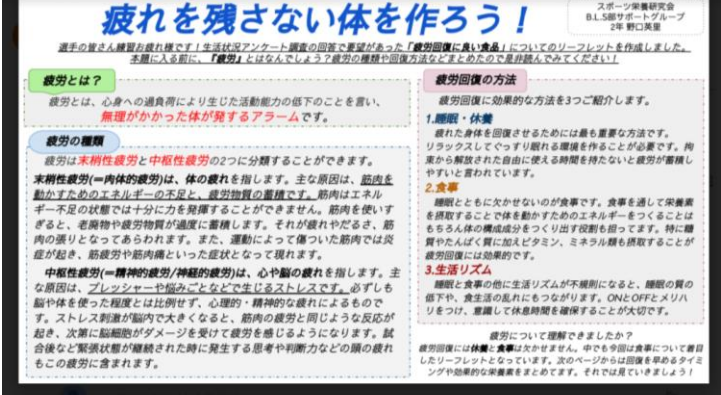 疲れを残さない体を作ろう！
スポーツ栄養研究会
B.L.S部サポートグループ
2年 野口英里
選手の皆さん練習お疲れ様です！生活状況アンケート調査の回答で要望があった「疲労回復に良い食品」についてのリーフレットを作成しました。
本題に入る前に、『疲労』とはなんでしょう？疲労の種類や回復方法などまとめたので是非読んでみてください！
疲労とは？
疲労とは、心身への過負荷により生じた活動能力の低下のことを言い、
無理がかかった体が発するアラームです。
疲労の種類
疲労は末梢性疲労と中枢性疲労の2つに分類することができます。
末梢性疲労(＝肉体的疲労)は、体の疲れを指します。主な原因は、筋肉を
動かすためのエネルギーの不足と、疲労物質の蓄積です。筋肉はエネル
ギー不足の状態では十分に力を発揮することができません。筋肉を使いす
ぎると、老廃物や疲労物質が過度に蓄積します。それが疲れやだるさ、筋
肉の張りとなってあらわれます。また、運動によって傷ついた筋肉では炎
症が起き、筋疲労や筋肉痛といった症状となって現れます。
中枢性疲労(＝精神的疲労/神経的疲労)は、心や脳の疲れを指します。主
な原因は、プレッシャーや悩みごとなどで生じるストレスです。必ずしも
脳や体を使った程度とは比例せず、心理的・精神的な疲れによるもので
す。ストレス刺激が脳内で大きくなると、筋肉の疲労と同じような反応が
起き、次第に脳細胞がダメージを受けて疲労を感じるようになります。試
合後など緊張状態が継続された時に発生する思考や判断力などの頭の疲れ
もこの疲労に含まれます。
疲労回復の方法
疲労回復に効果的な方法を3つご紹介します。
1.睡眠・休養
疲れた身体を回復させるためには最も重要な方法です。
リラックスしてぐっすり眠れる環境を作ることが必要です。拘
束から解放された自由に使える時間を持たないと疲労が蓄積し
やすいと言われています。
2.食事
睡眠とともに欠かせないのが食事です。食事を通して栄養素
を摂取することで体を動かすためのエネルギーをつくることは
もちろん体の構成成分をつくり出す役割も担ってます。特に糖
質やたんぱく質に加えビタミン、ミネラル類も摂取することが
疲労回復には効果的です。
3.生活リズム
睡眠と食事の他に生活リズムが不規則になると、睡眠の質の
低下や、食生活の乱れにもつながります。ONとOFFとメリハ
リをつけ、意識して休息時間を確保することが大切です。
疲労について理解できましたか？
疲労回復には休養と食事は欠かせません。中でも今回は食事について着目
したリーフレットとなっています。次のページからは回復を早めるタイミ
ングや効果的な栄養素をまとめてます。それでは見ていきましょう！